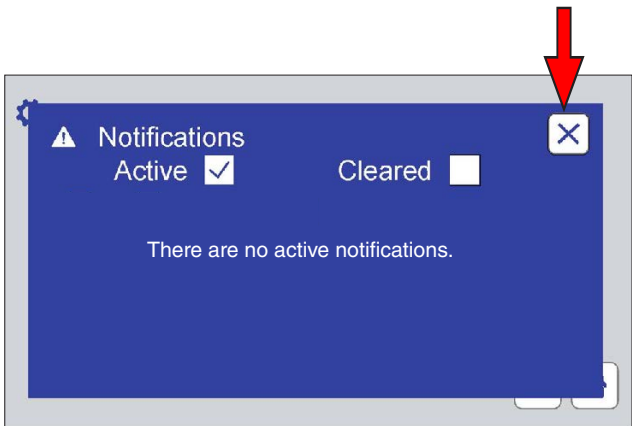 Notifications
Active Cleared
There are no active notifications.